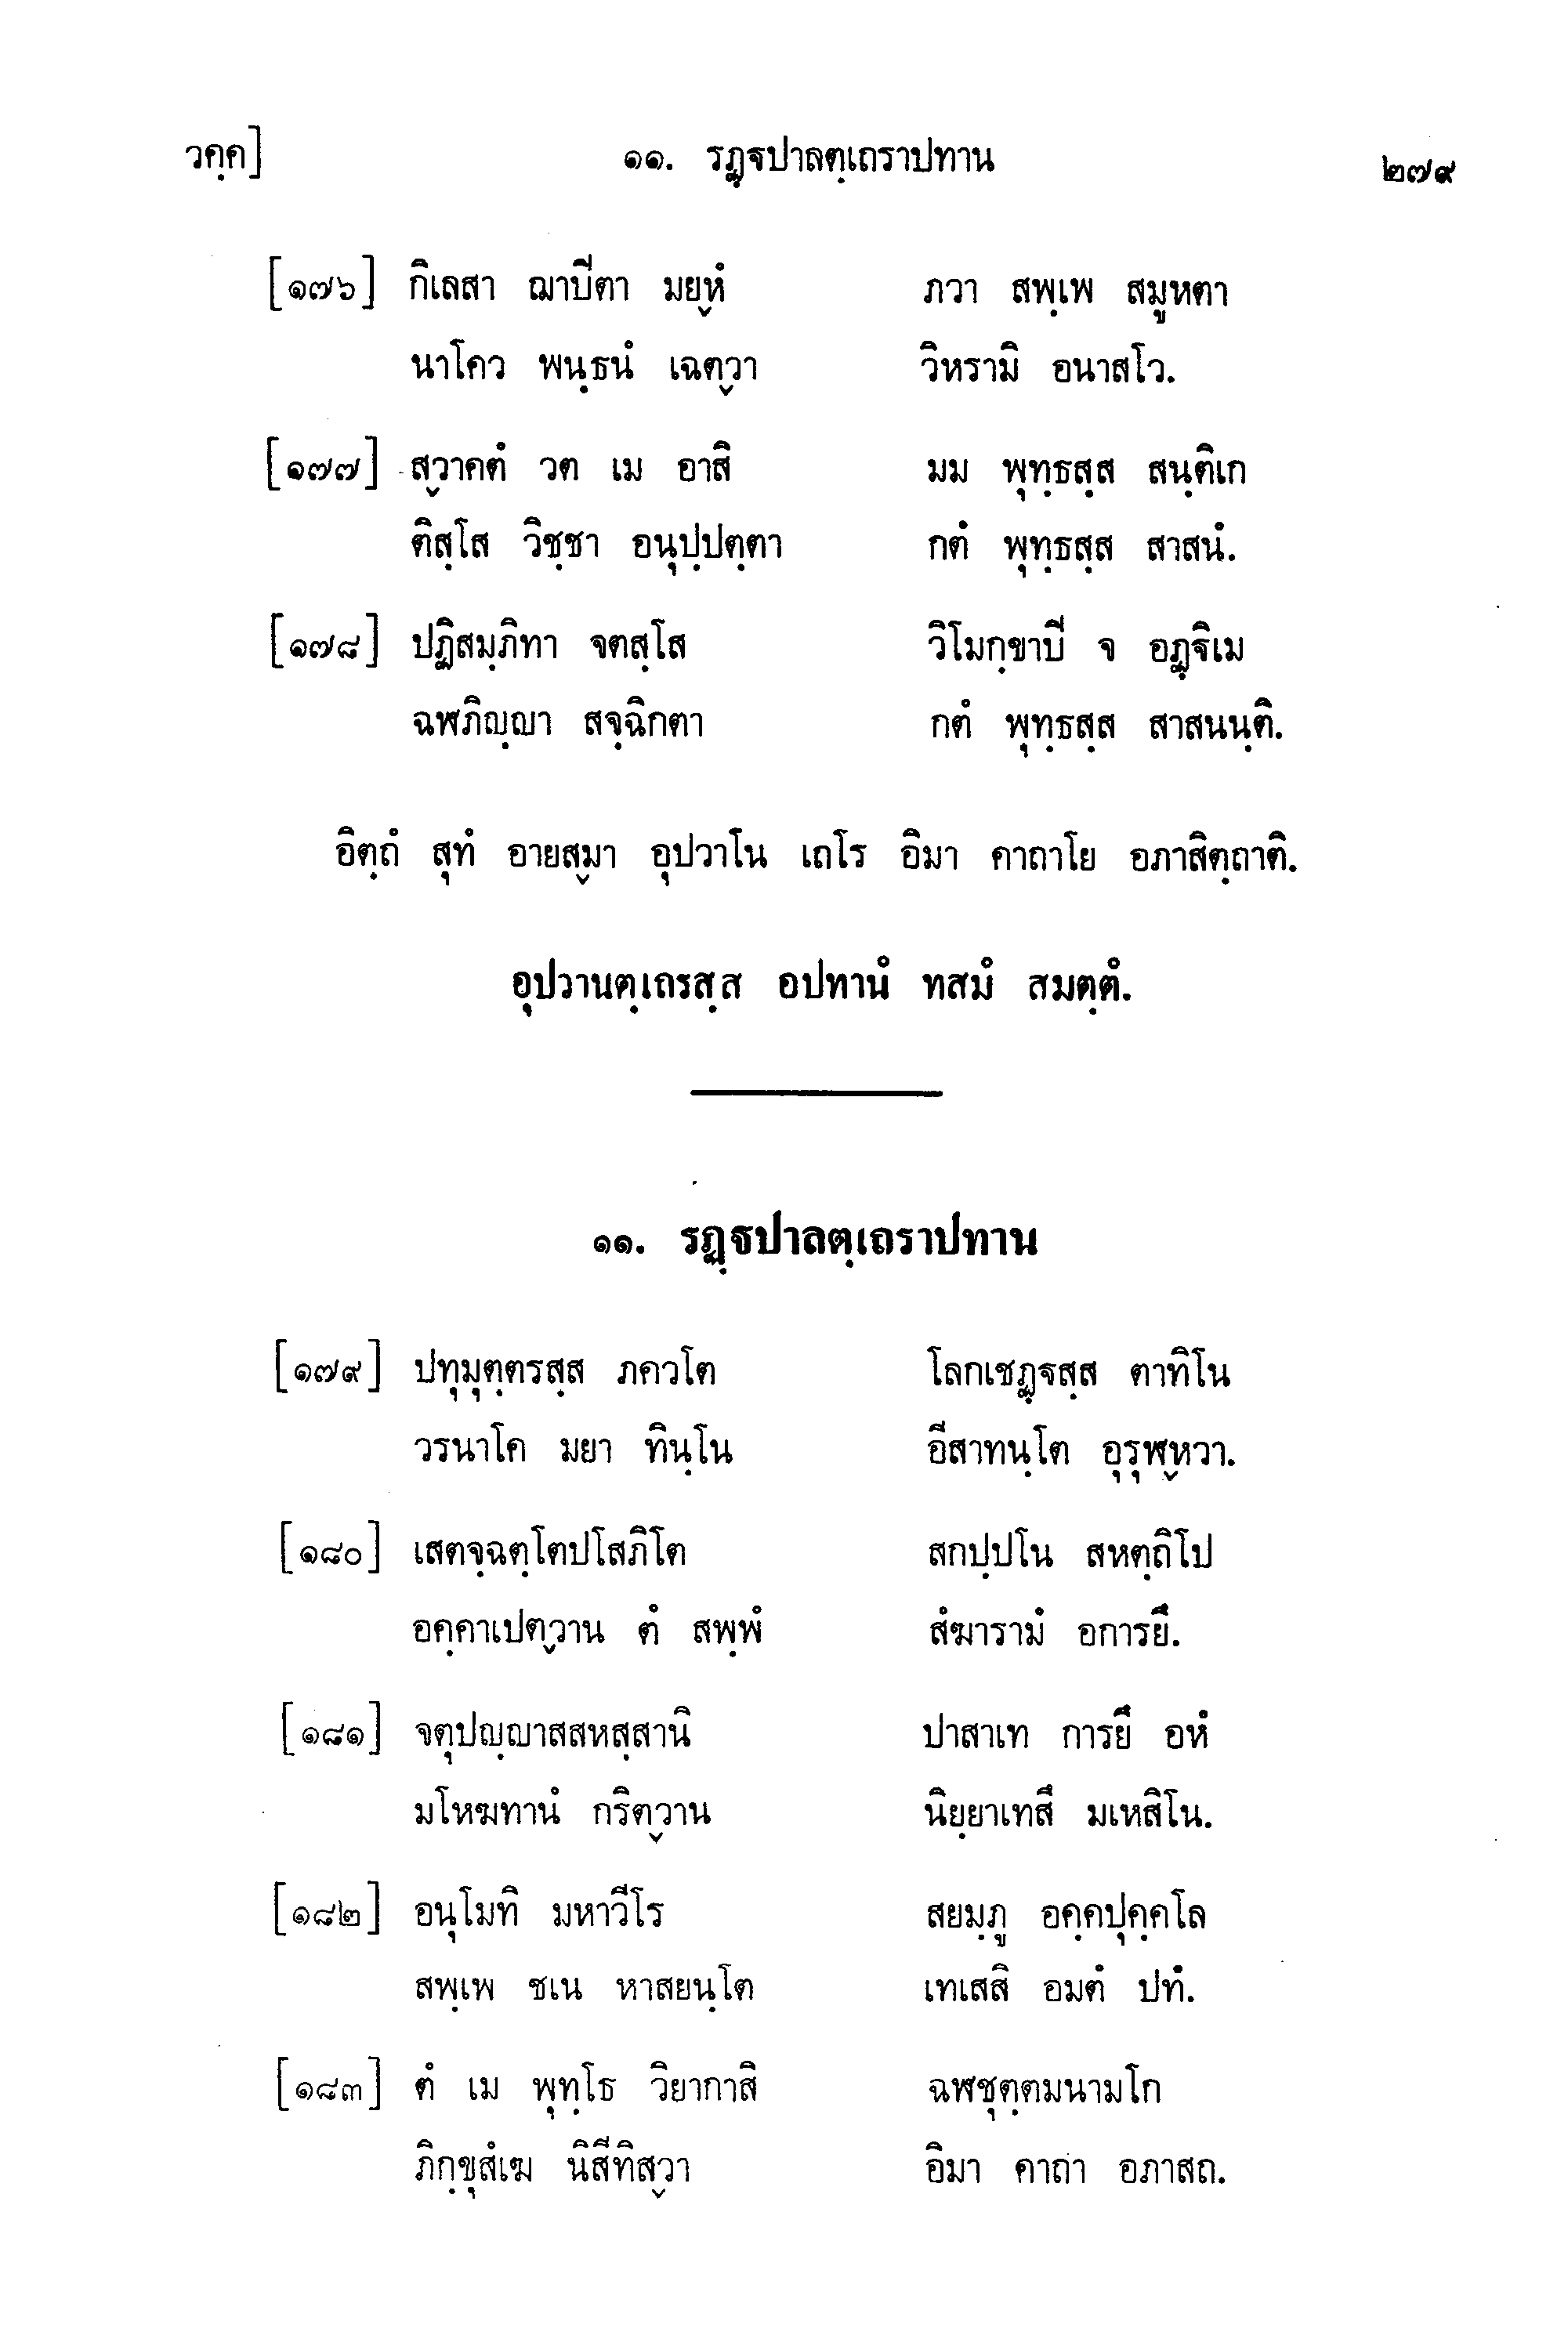 วคฺค] ๑๑. รฏฺฐปาลตฺเถราปทาน ๒๗๙
[๑๗๖] กิเลสา ฌาปีตา มยฺหํ ภวา สพฺเพ สมูหตา
นาโคว พนฺธนํ เฉตฺวา วิหรามิ อนาสโว.
[๑๗๗] สฺวาคตํ วต เม อาสิ มม พุทฺธสฺส สนฺติเก
ติสฺโส วิชฺชา อนุปฺปตฺตา กตํ พุทฺธสฺส สาสนํ.
[๑๗๘] ปฏิสมฺภิทา จตสฺโส วิโมกฺขาปี จ อฏฺฐิเม
ฉฬภิญฺญา สจฺฉิกตา กตํ พุทฺธสฺส สาสนนฺติ.
อิตฺถํ สุทํ อายสฺมา อุปวาโน เถโร อิมา คาถาโย อภาสิตฺถาติ.
อุปวานตฺเถรสฺส อปทานํ ทสมํ สมตฺตํ.
๑๑. รฏฺฐปาลตฺเถราปทาน
[๑๗๙] ปทุมุตฺตรสฺส ภควโต โลกเชฏฺฐสฺส ตาทิโน
วรนาโค มยา ทินฺโน อีสาทนฺโต อุรุฬฺหวา.
[๑๘๐] เสตจฺฉตฺโตปโสภิโต สกปฺปโน สหตฺถิโป
อคฺคาเปตฺวาน ตํ สพฺพํ สํฆารามํ อการยึ.
[๑๘๑] จตุปญฺญาสสหสฺสานิ ปาสาเท การยึ อหํ
มโหฆทานํ กริตฺวาน นิยฺยาเทสึ มเหสิโน.
[๑๘๒] อนุโมทิ มหาวีโร สยมฺภู อคฺคปุคฺคโล
สพฺเพ ชเน หาสยนฺโต เทเสสิ อมตํ ปทํ.
[๑๘๓] ตํ เม พุทฺโธ วิยากาสิ ฉฬชุตฺตมนามโก
ภิกฺขุสํเฆ นิสีทิสฺวา อิมา คาถา อภาสถ.